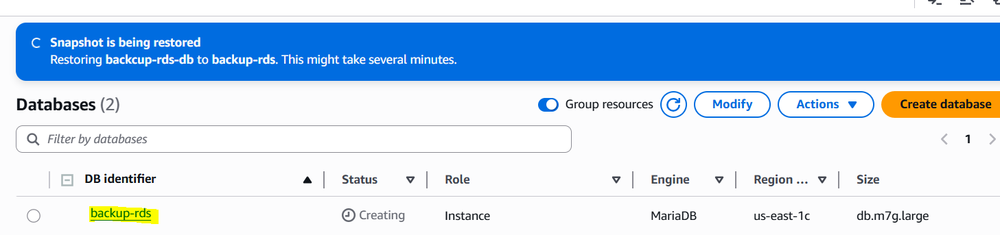 Snapshot is being restored
Restoring backcup-rds-db to backup-rds. This might take several minutes.
Databases (2)
Group resources
Modify
Actions
Create database
Filter by databases
1
DB identifier Status Role Engine Region ... Size
backup-rds Creating Instance MariaDB us-east-1c db.m7g.large